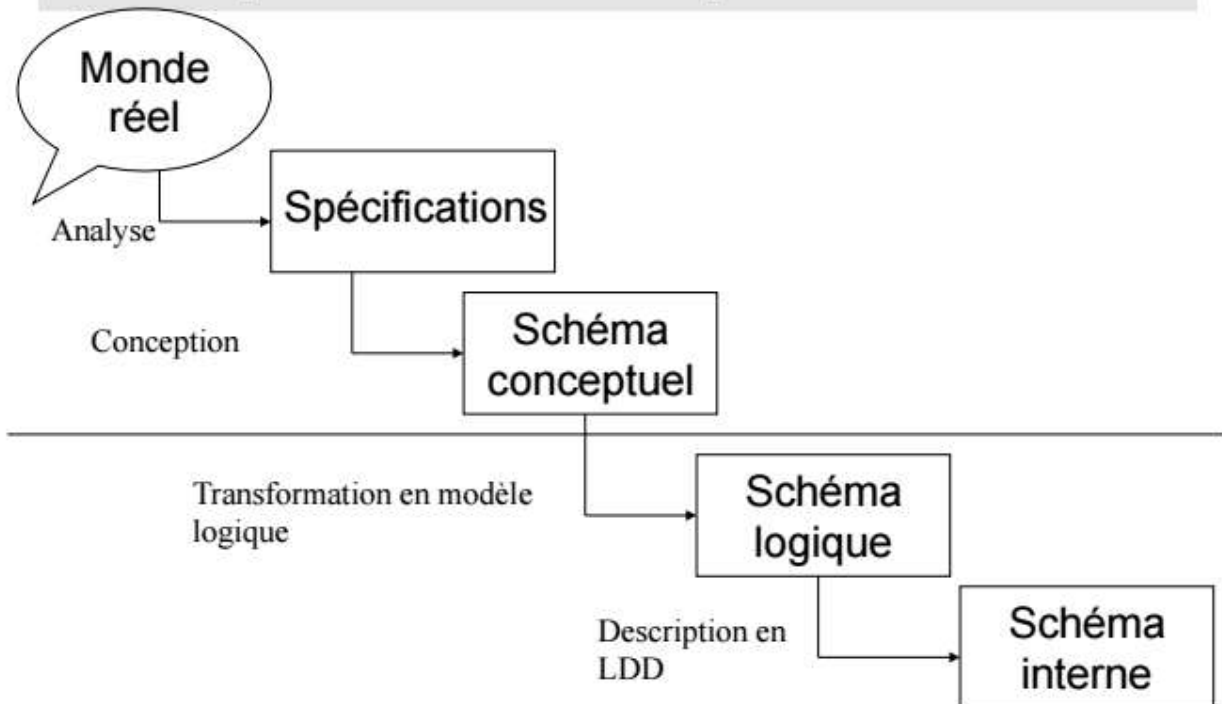 Monde
réel
Spécifications
Analyse
Schéma
conceptuel
Conception
Schéma
logique
Transformation en modèle
logique
Schéma
interne
Description en
LDD